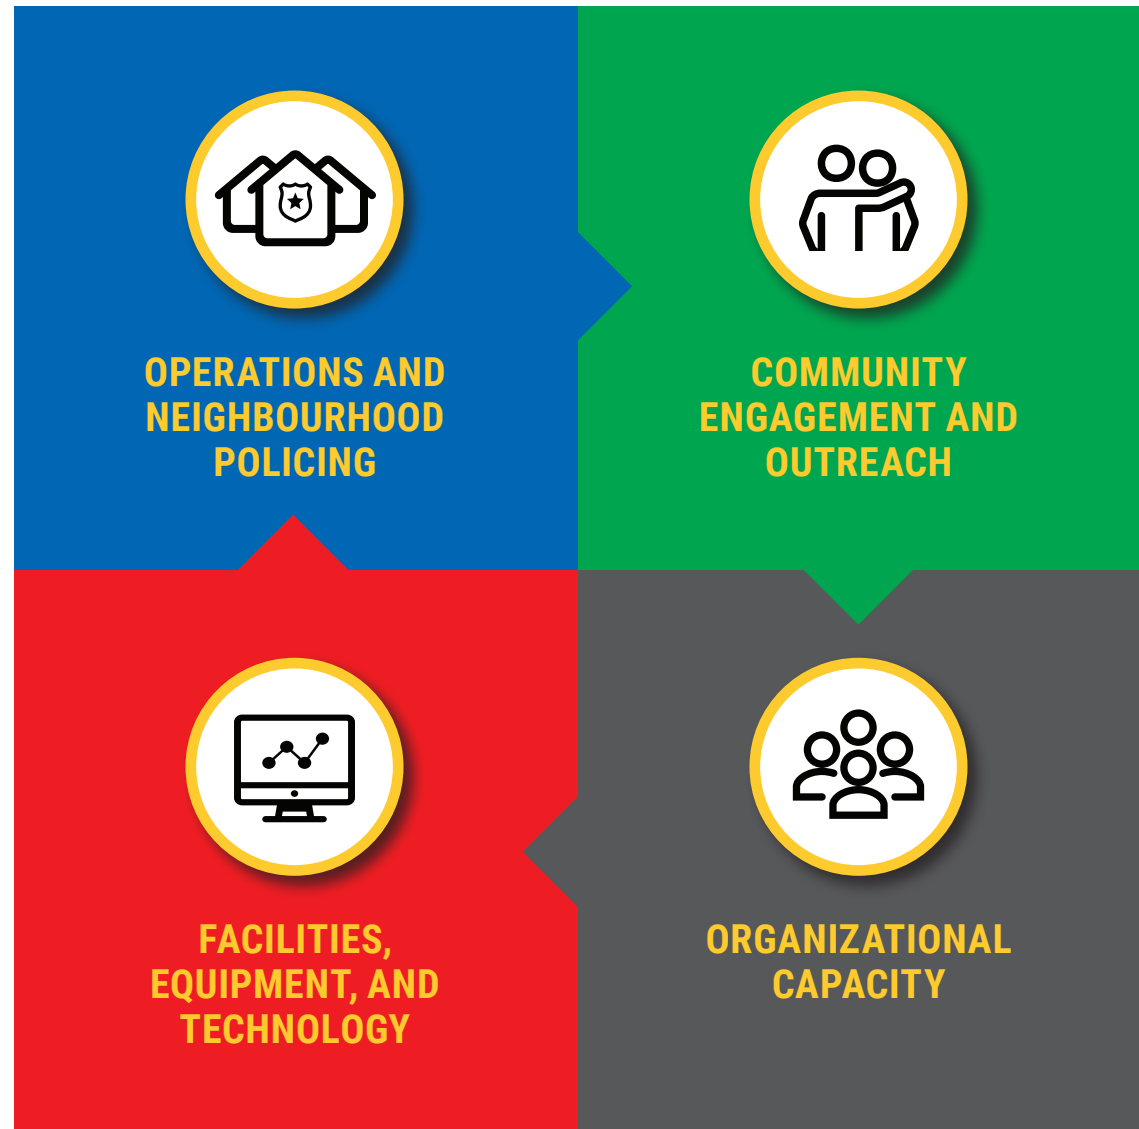 OPERATIONS AND
NEIGHBOURHOOD
POLICING
COMMUNITY
ENGAGEMENT AND
OUTREACH
FACILITIES,
EQUIPMENT, AND
TECHNOLOGY
ORGANIZATIONAL
CAPACITY